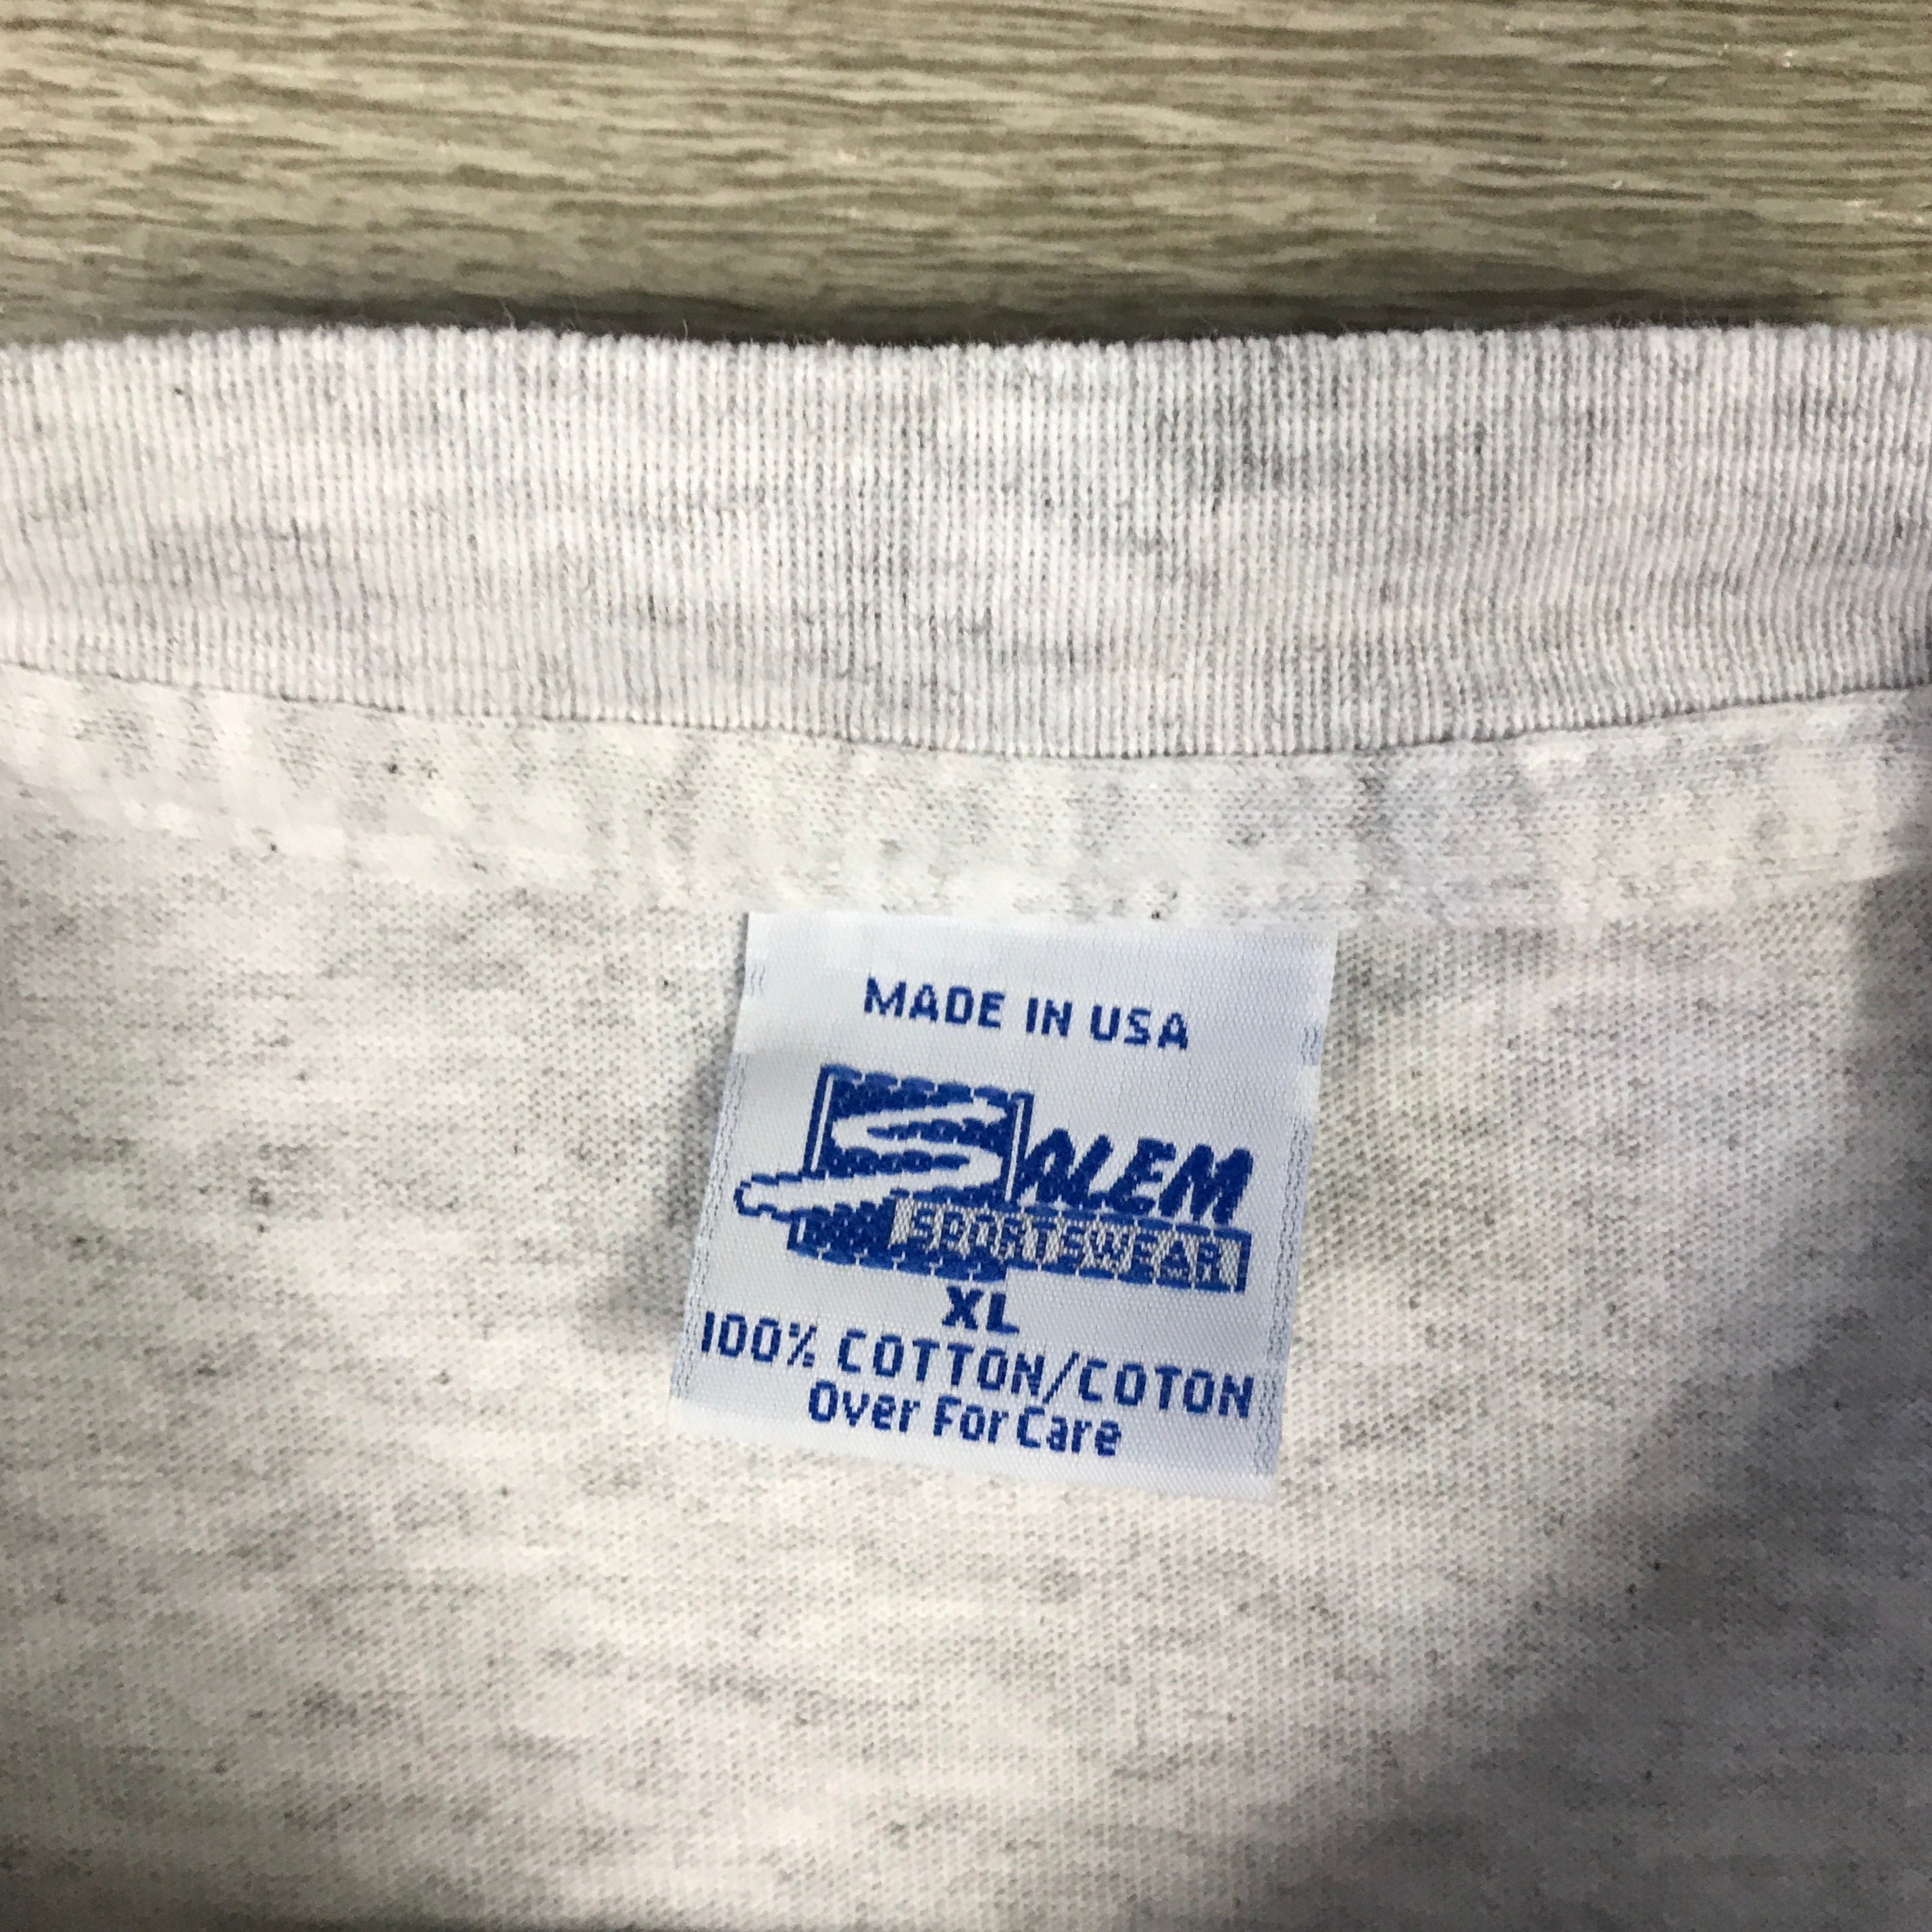 MADE IN USA
SALEM
SPORTSWEAR
XL
100% COTTON/COTON
Over For Care